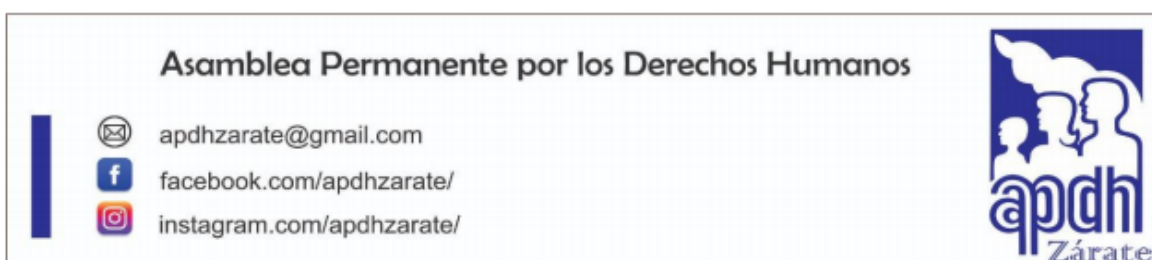 Asamblea Permanente por los Derechos Humanos
apdhzarate@gmail.com
facebook.com/apdhzarate/
instagram.com/apdhzarate/
apdh
Zárate